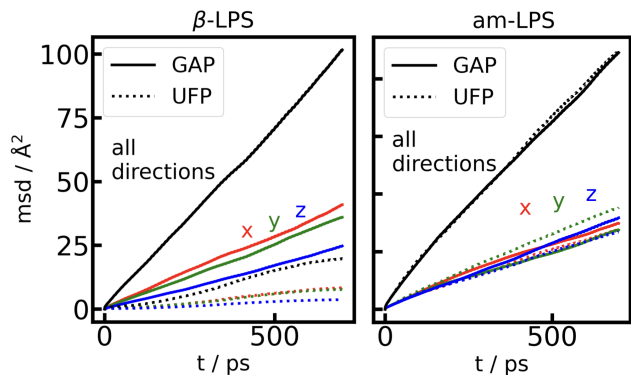 β-LPS
am-LPS
msd / Å²
100
75
50
25
0
GAP
UFP
all
directions
x
y
z
0
500
t / ps
GAP
UFP
all
directions
x
y
z
0
500
t / ps